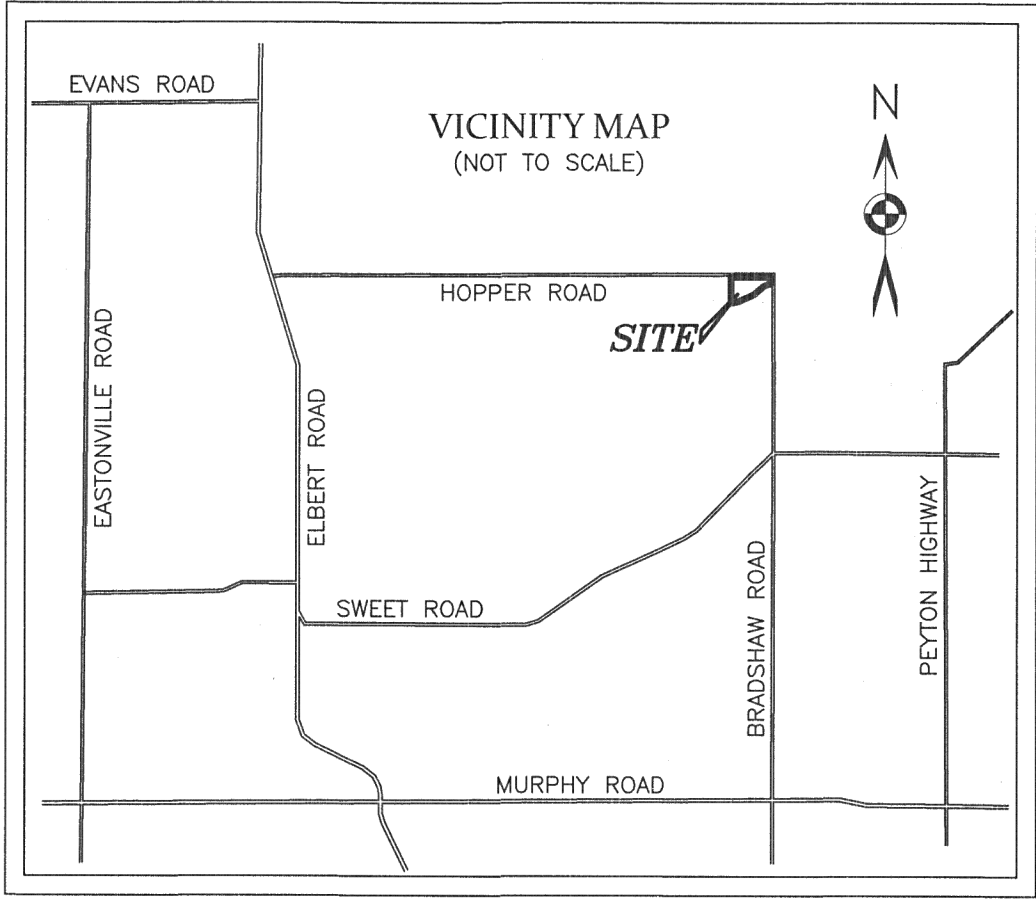 EVANS ROAD
VICINITY MAP
(NOT TO SCALE)
N
HOPPER ROAD
SITE
EASTONVILLE ROAD
ELBERT ROAD
SWEET ROAD
BRADSHAW ROAD
PEYTON HIGHWAY
MURPHY ROAD